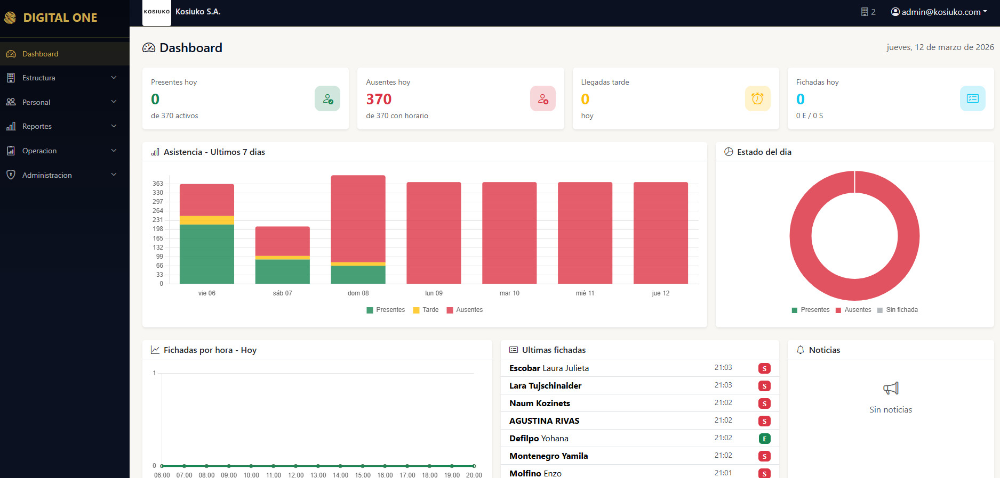 DIGITAL ONE
KOSIUKO
Kosiuko S.A.
2
admin@kosiuko.com
Dashboard
Estructura
Personal
Reportes
Operacion
Administracion
Dashboard
jueves, 12 de marzo de 2026
Presentes hoy
0
de 370 activos
Ausentes hoy
370
de 370 con horario
Llegadas tarde
0
hoy
Fichadas hoy
0
0 E / 0 S
Asistencia - Ultimos 7 dias
363
330
297
264
231
198
165
132
99
66
33
0
vie 06 sáb 07 dom 08 lun 09 mar 10 mié 11 jue 12
Presentes Tarde Ausentes
Estado del dia
Presentes Ausentes Sin fichada
Fichadas por hora - Hoy
1
0
06:00 07:00 08:00 09:00 10:00 11:00 12:00 13:00 14:00 15:00 16:00 17:00 18:00 19:00 20:00
Ultimas fichadas
Escobar Laura Julieta 21:03 S
Lara Tujschinaider 21:03 S
Naum Kozinets 21:02 S
AGUSTINA RIVAS 21:02 S
Defilpo Yohana 21:02 E
Montenegro Yamila 21:02 S
Molfino Enzo 21:01 S
Noticias
Sin noticias